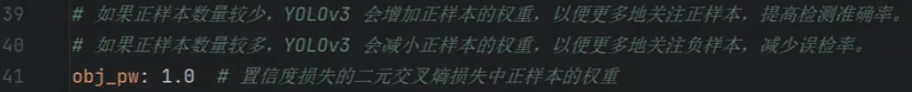 39 # 如果正样本数量较少，YOLOv3 会增加正样本的权重，以便更多地关注正样本，提高检测准确率。
40 # 如果正样本数量较多，YOLOv3 会减小正样本的权重，以便更多地关注负样本，减少误检率。
41 obj_pw: 1.0 # 置信度损失的二元交叉熵损失中正样本的权重